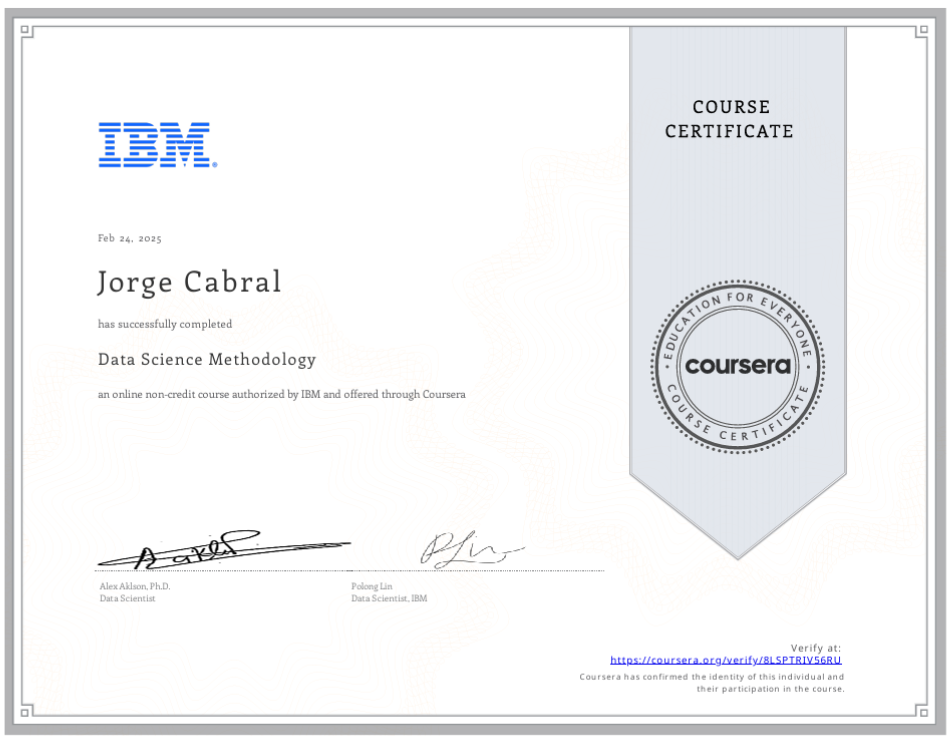 COURSE
CERTIFICATE
IBM®
Feb 24, 2025
Jorge Cabral
has successfully completed
Data Science Methodology
an online non-credit course authorized by IBM and offered through Coursera
EDUCATION FOR EVERYONE
coursera
COURSE CERTIFICATE
Alex Aklson, Ph.D.
Data Scientist
Polong Lin
Data Scientist, IBM
Verify at:
https://coursera.org/verify/8LSPTRIV56RU
Coursera has confirmed the identity of this individual and
their participation in the course.